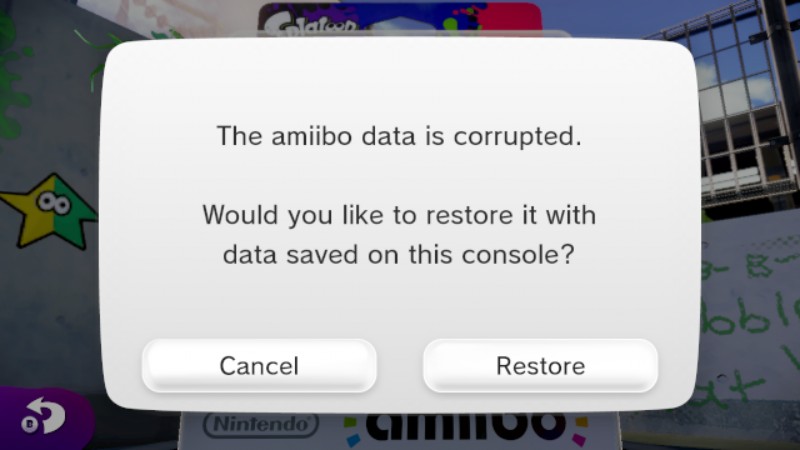 Splatoon
The amiibo data is corrupted.
Would you like to restore it with
data saved on this console?
Cancel
Restore
B
Nintendo
amiibo